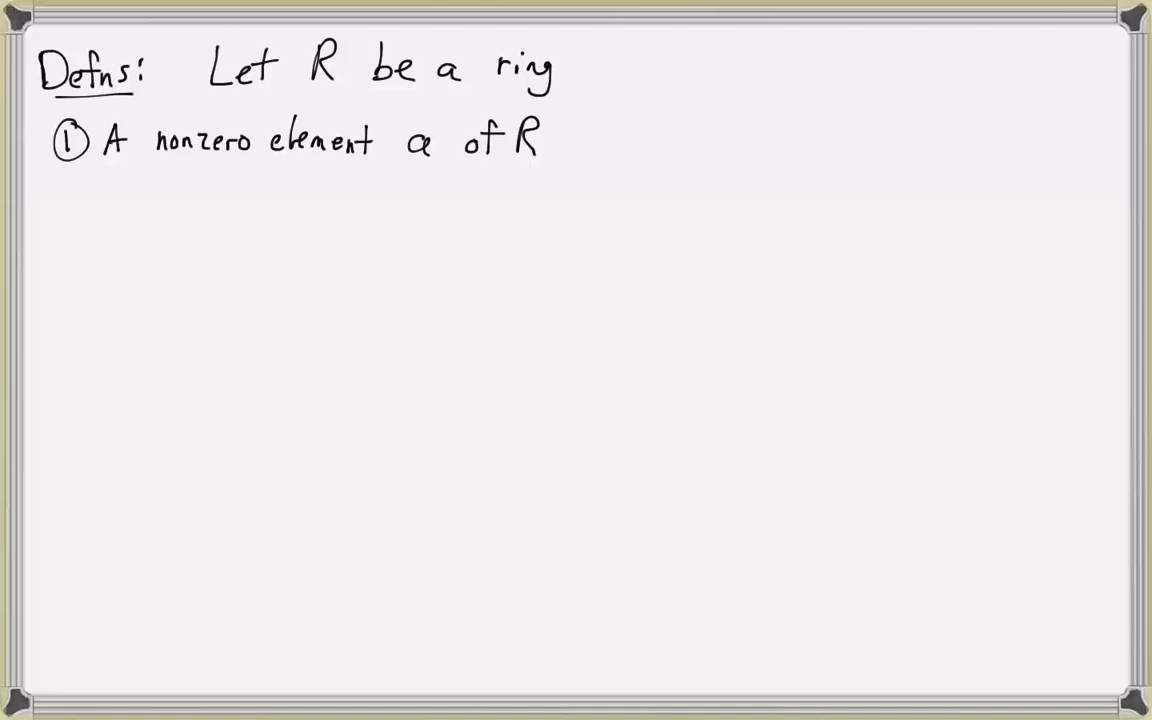 Defns: Let R be a ring
① A nonzero element a of R